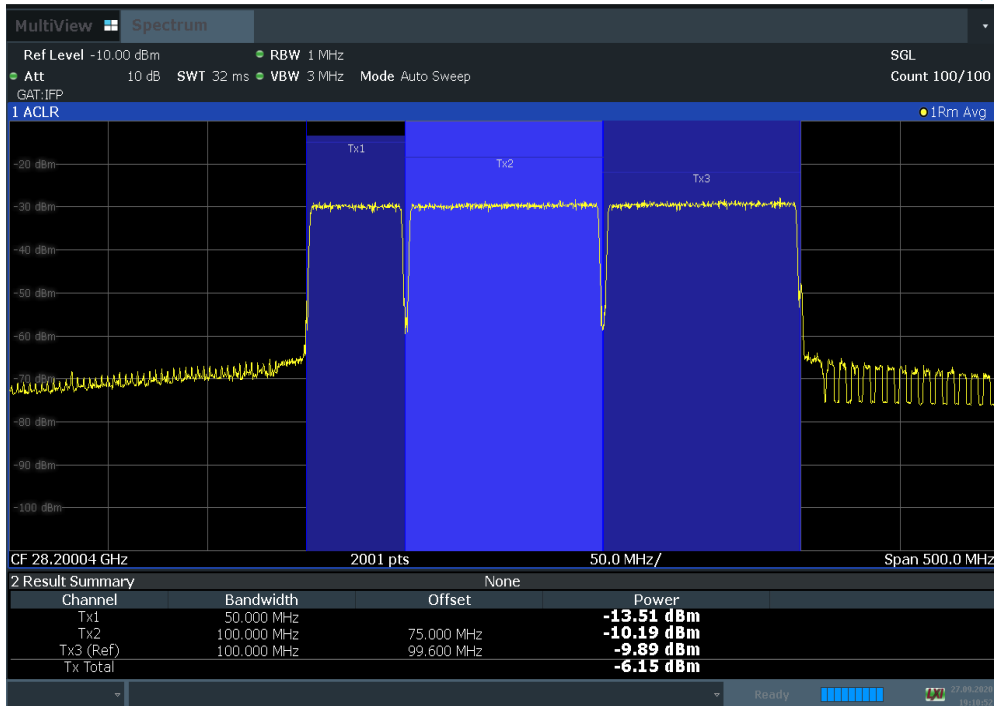 MultiView Spectrum
Ref Level -10.00 dBm RBW 1 MHz SGL
Att 10 dB SWT 32 ms VBW 3 MHz Mode Auto Sweep Count 100/100
GAT:IFP
1 ACLR 1Rm Avg
Tx1
Tx2
Tx3
-20 dBm
-30 dBm
-40 dBm
-50 dBm
-60 dBm
-70 dBm
-80 dBm
-90 dBm
-100 dBm
CF 28.20004 GHz 2001 pts 50.0 MHz/ Span 500.0 MHz
2 Result Summary None
Channel Bandwidth Offset Power
Tx1 50.000 MHz -13.51 dBm
Tx2 100.000 MHz 75.000 MHz -10.19 dBm
Tx3 (Ref) 100.000 MHz 99.600 MHz -9.89 dBm
Tx Total -6.15 dBm
Ready LXI 27.09.2020
19:10:57